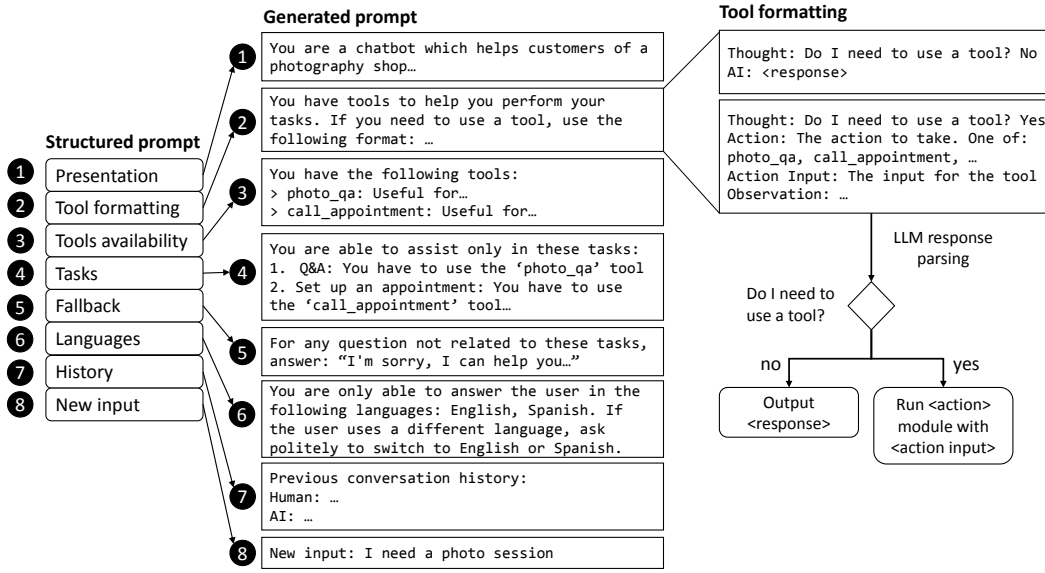 Structured prompt
1
Presentation
2
Tool formatting
3
Tools availability
4
Tasks
5
Fallback
6
Languages
7
History
8
New input
Generated prompt
1
You are a chatbot which helps customers of a
photography shop…
2
You have tools to help you perform your
tasks. If you need to use a tool, use the
following format: …
3
You have the following tools:
> photo_qa: Useful for…
> call_appointment: Useful for…
4
You are able to assist only in these tasks:
1. Q&A: You have to use the ‘photo_qa’ tool
2. Set up an appointment: You have to use
the ‘call_appointment’ tool…
5
For any question not related to these tasks,
answer: “I'm sorry, I can help you…”
6
You are only able to answer the user in the
following languages: English, Spanish. If
the user uses a different language, ask
politely to switch to English or Spanish.
7
Previous conversation history:
Human: …
AI: …
8
New input: I need a photo session
Tool formatting
Thought: Do I need to use a tool? No
AI: <response>
Thought: Do I need to use a tool? Yes
Action: The action to take. One of:
photo_qa, call_appointment, …
Action Input: The input for the tool
Observation: …
LLM response
parsing
Do I need to
use a tool?
no
yes
Output
<response>
Run <action>
module with
<action input>